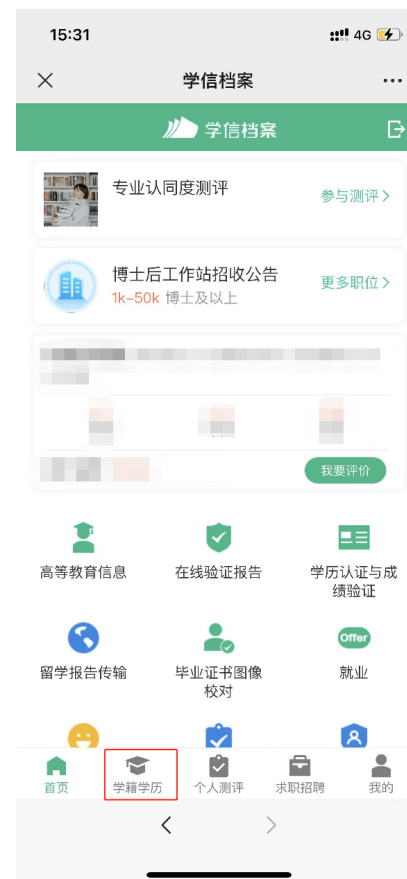 15:31
4G
学信档案
学信档案
专业认同度测评
参与测评
博士后工作站招收公告
更多职位
1k-50k 博士及以上
我要评价
高等教育信息
在线验证报告
学历认证与成
绩验证
留学报告传输
毕业证书图像
校对
Offer
就业
首页
学籍学历
个人测评
求职招聘
我的